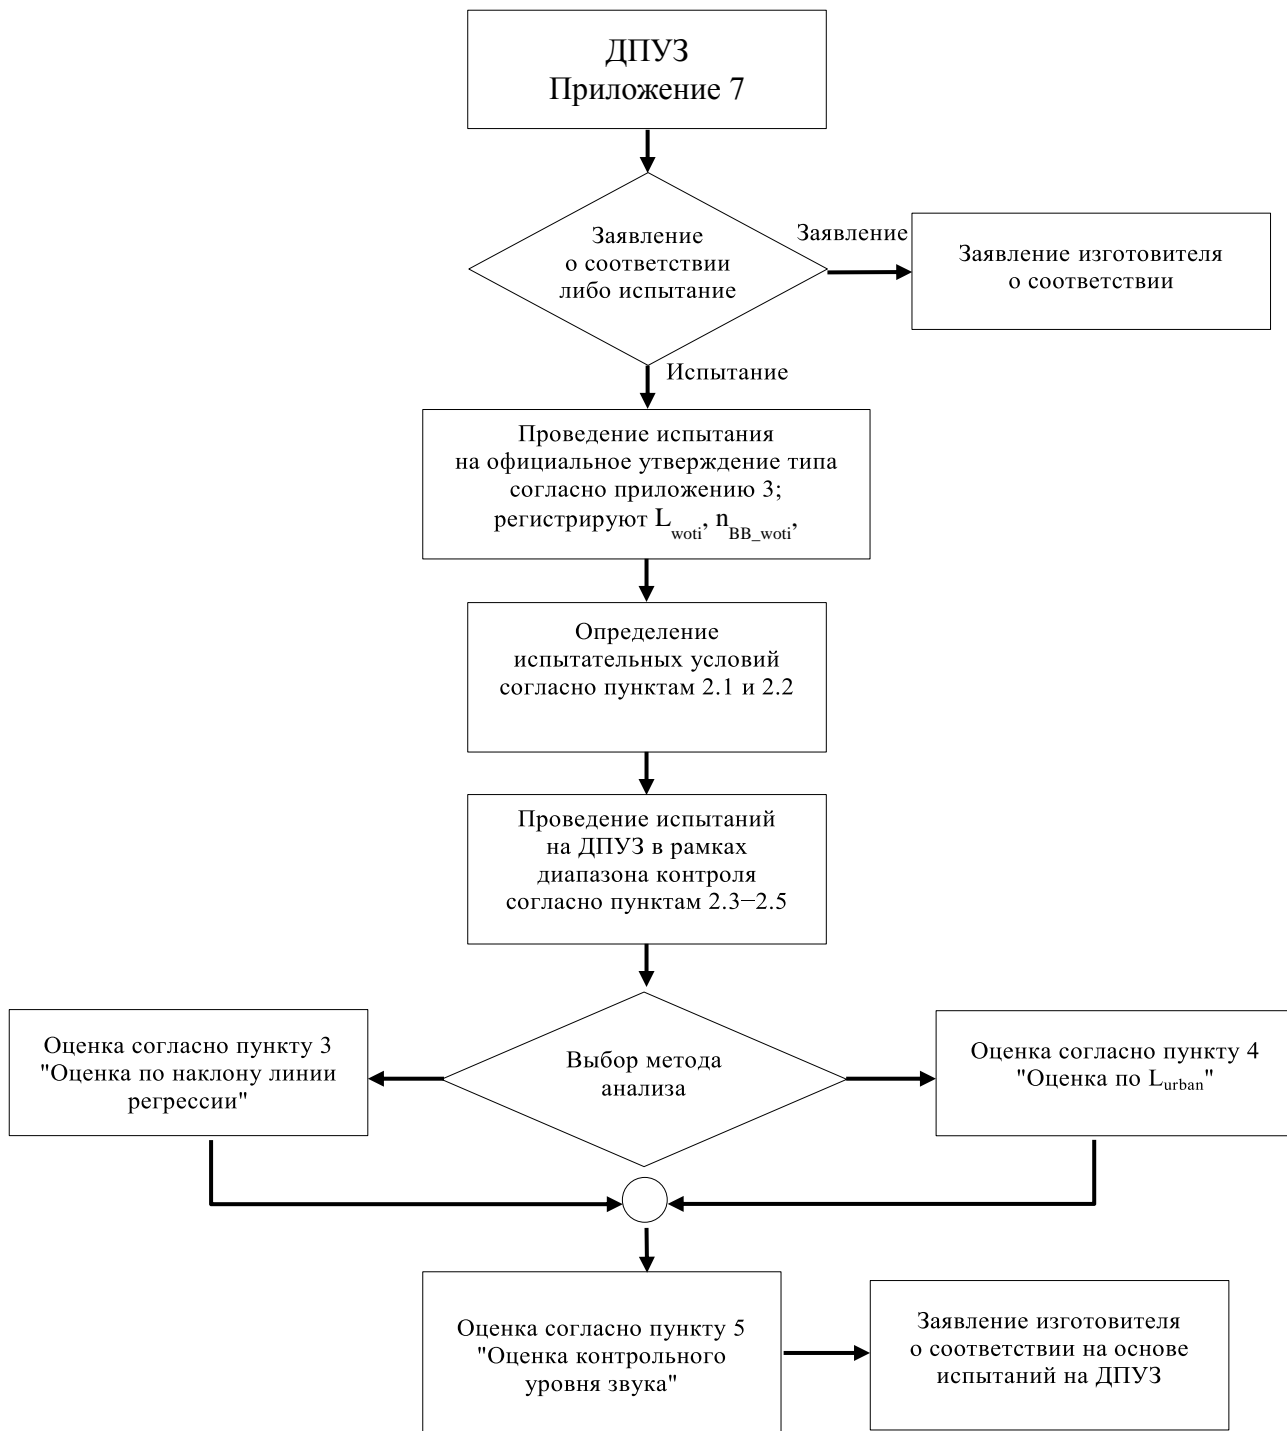 ДПУЗ
Приложение 7
Заявление
о соответствии
либо испытание
Заявление
Заявление изготовителя
о соответствии
Испытание
Проведение испытания
на официальное утверждение типа
согласно приложению 3;
регистрируют L_woti, n_BB_woti,
Определение
испытательных условий
согласно пунктам 2.1 и 2.2
Проведение испытаний
на ДПУЗ в рамках
диапазона контроля
согласно пунктам 2.3−2.5
Оценка согласно пункту 3
"Оценка по наклону линии
регрессии"
Выбор метода
анализа
Оценка согласно пункту 4
"Оценка по L_urban"
Оценка согласно пункту 5
"Оценка контрольного
уровня звука"
Заявление изготовителя
о соответствии на основе
испытаний на ДПУЗ